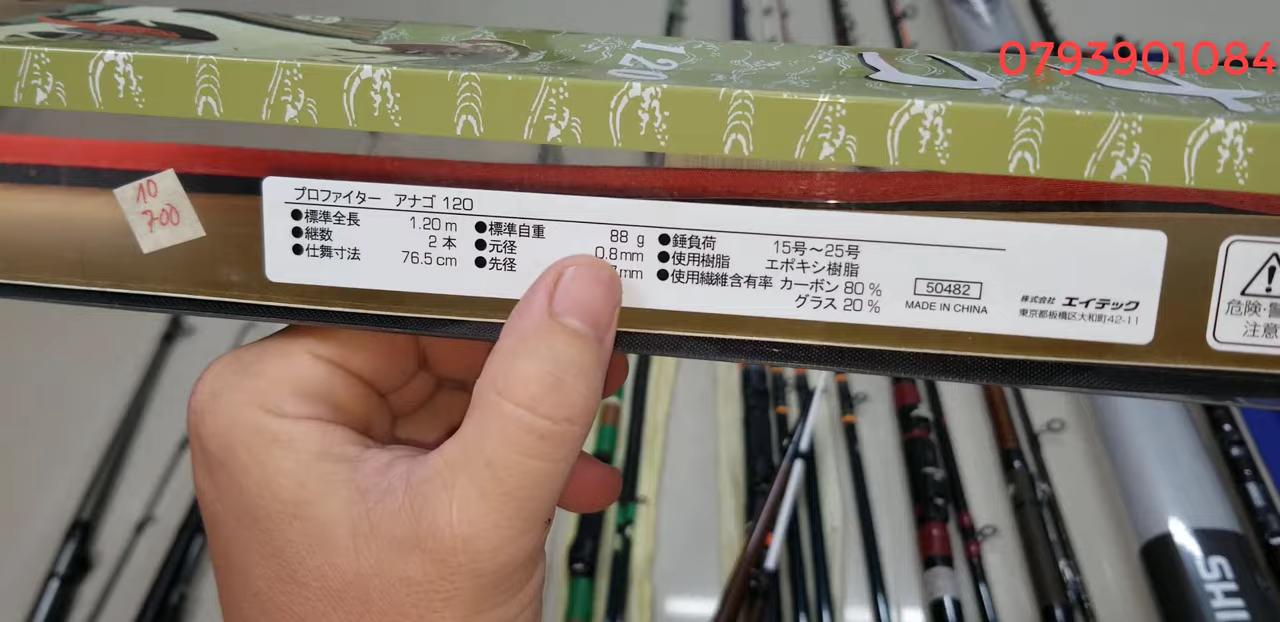 0793901084
120
10
700
プロファイター アナゴ 120
●標準全長 1.20 m
●継数 2 本
●仕舞寸法 76.5 cm
●標準自重 88 g
●元径 0.8 mm
●先径 mm
●錘負荷 15号～25号
●使用樹脂 エポキシ樹脂
●使用繊維含有率 カーボン 80 %
グラス 20 %
50482
MADE IN CHINA
株式会社 エイテック
東京都板橋区大和町42-11
危険・
注意
SHI